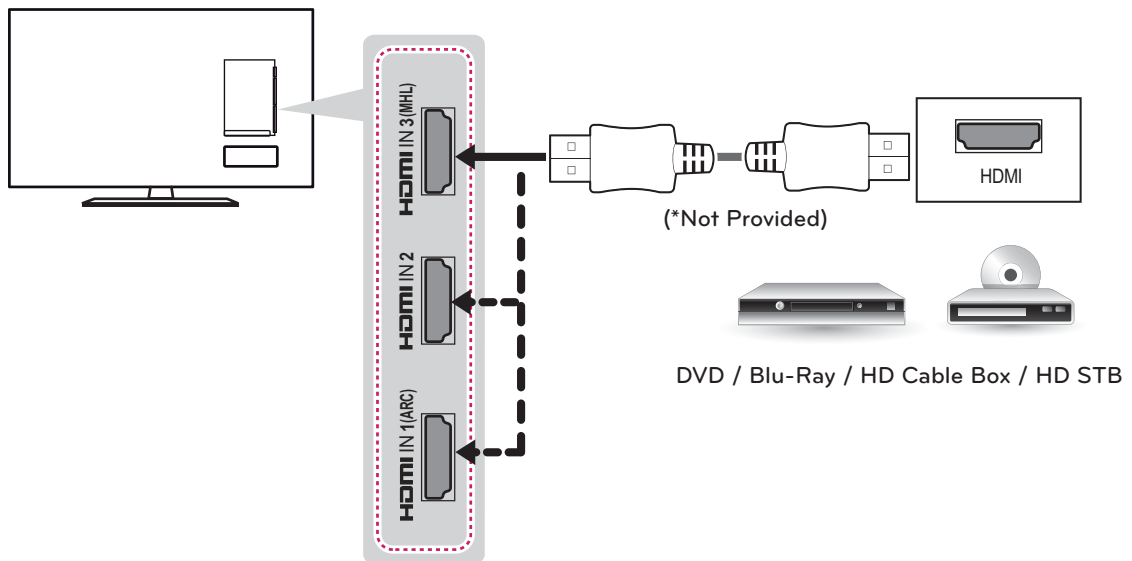 HDMI IN 3(MHL)
HDMI IN 2
HDMI IN 1(ARC)
(*Not Provided)
HDMI
DVD / Blu-Ray / HD Cable Box / HD STB